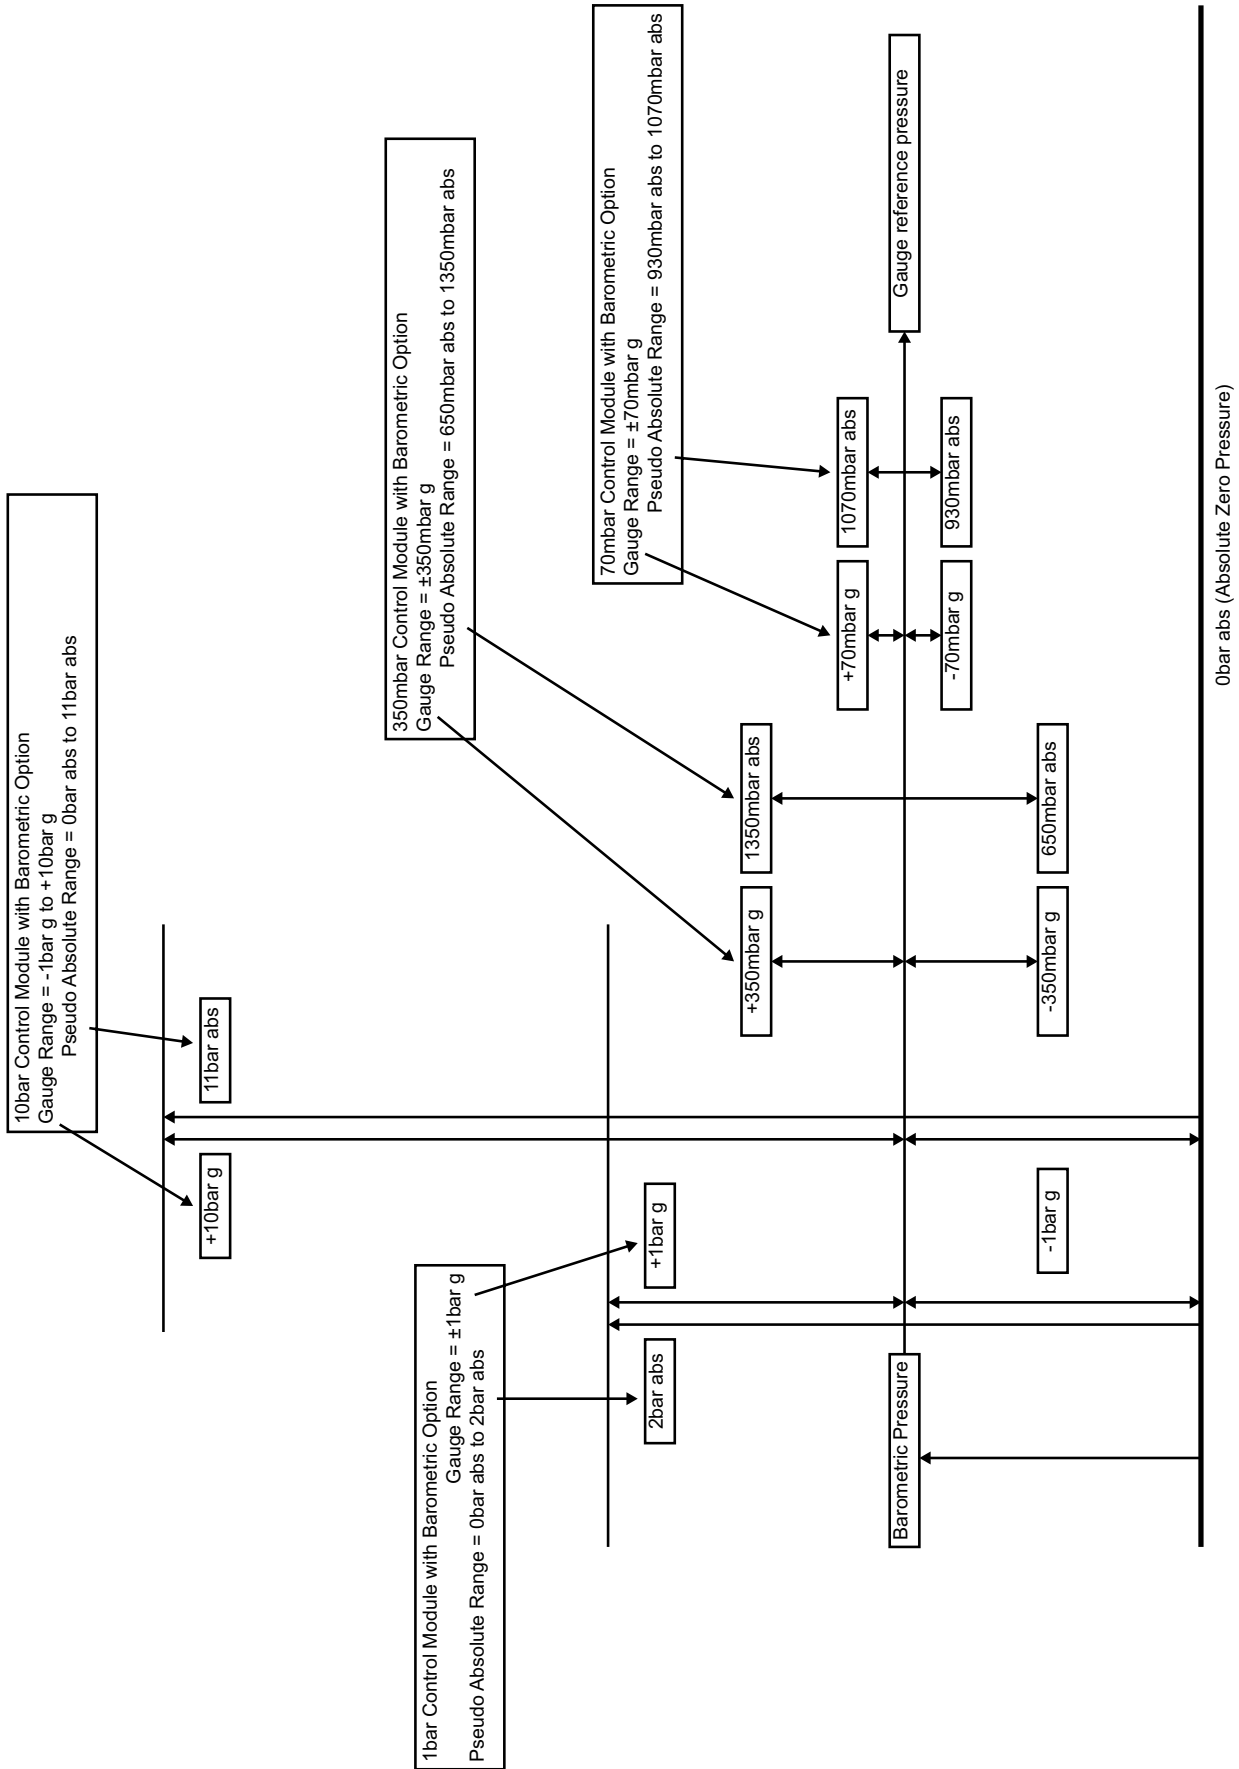 10bar Control Module with Barometric Option
Gauge Range = -1bar g to +10bar g
Pseudo Absolute Range = 0bar abs to 11bar abs
+10bar g
11bar abs
350mbar Control Module with Barometric Option
Gauge Range = ±350mbar g
Pseudo Absolute Range = 650mbar abs to 1350mbar abs
1bar Control Module with Barometric Option
Gauge Range = ±1bar g
Pseudo Absolute Range = 0bar abs to 2bar abs
70mbar Control Module with Barometric Option
Gauge Range = ±70mbar g
Pseudo Absolute Range = 930mbar abs to 1070mbar abs
2bar abs
+1bar g
+350mbar g
1350mbar abs
+70mbar g
1070mbar abs
Barometric Pressure
Gauge reference pressure
-70mbar g
930mbar abs
-1bar g
-350mbar g
650mbar abs
0bar abs (Absolute Zero Pressure)